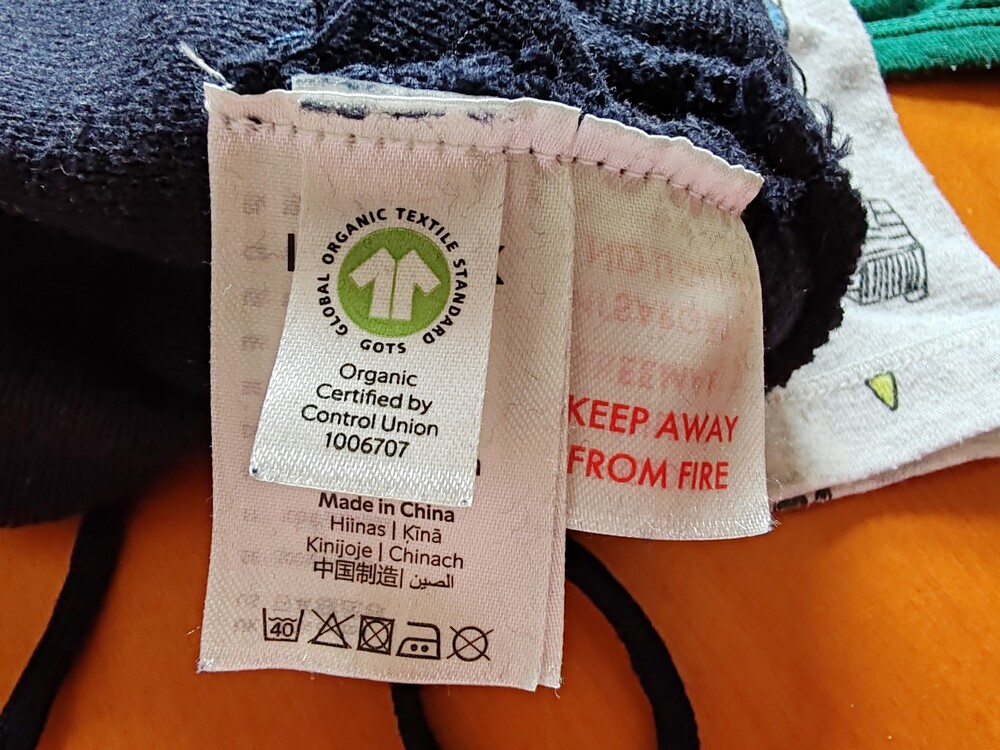 GLOBAL ORGANIC TEXTILE STANDARD
GOTS
Organic
Certified by
Control Union
1006707
Made in China
Hiinas | Ķīnā
Kinijoje | Chinach
中国制造| الصين
40
KEEP AWAY
FROM FIRE